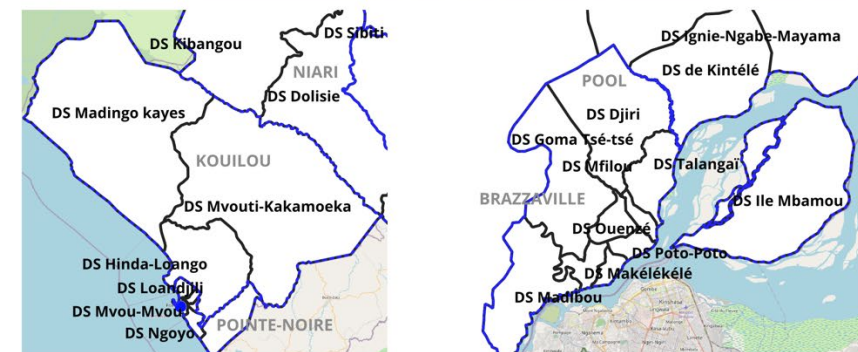 DS Kibangou
DS Sibiti
NIARI
DS Dolisie
DS Madingo kayes
KOUILOU
DS Mvouti-Kakamoeka
DS Hinda-Loango
DS Loandjili
DS Mvou-Mvou
DS Ngoyo
POINTE-NOIRE
DS Ignie-Ngabe-Mayama
DS de Kintélé
POOL
DS Djiri
DS Goma Tsé-tsé
DS Mfilou
DS Talangaï
BRAZZAVILLE
DS Ile Mbamou
DS Ouenzé
DS Poto-Poto
DS Makélékélé
DS Madibou
Kinshasa